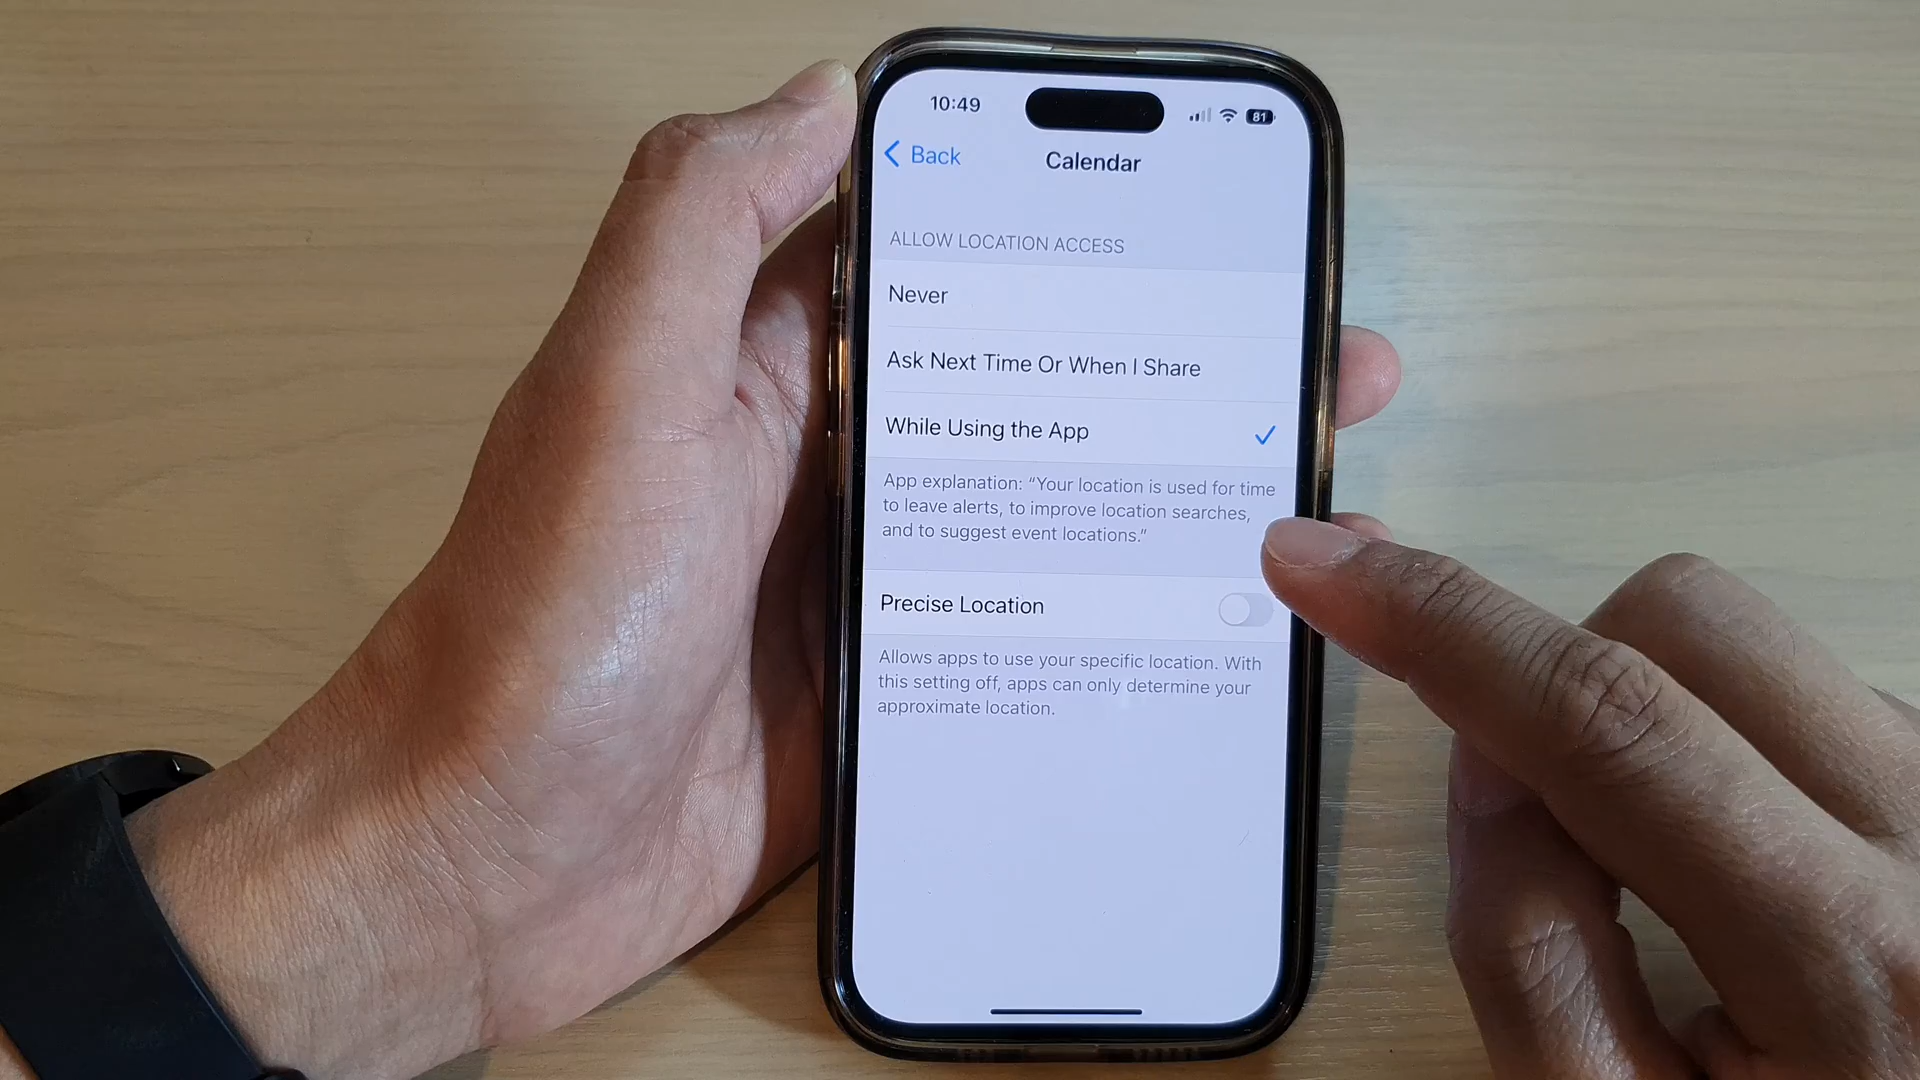 10:49
81
Back
Calendar
ALLOW LOCATION ACCESS
Never
Ask Next Time Or When I Share
While Using the App
App explanation: “Your location is used for time
to leave alerts, to improve location searches,
and to suggest event locations.”
Precise Location
Allows apps to use your specific location. With
this setting off, apps can only determine your
approximate location.